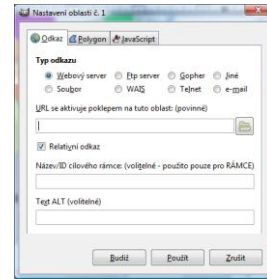 Nastavení oblasti č. 1
Odkaz Polygon JavaScript
Typ odkazu
Webový server Ftp server Gopher Jiné
Soubor WAIS Telnet e-mail
URL se aktivuje poklepem na tuto oblast: (povinné)
Relativní odkaz
Název/ID cílového rámce: (volitelné - použito pouze pro RÁMCE)
Text ALT (volitelné)
Budiž Použít Zrušit